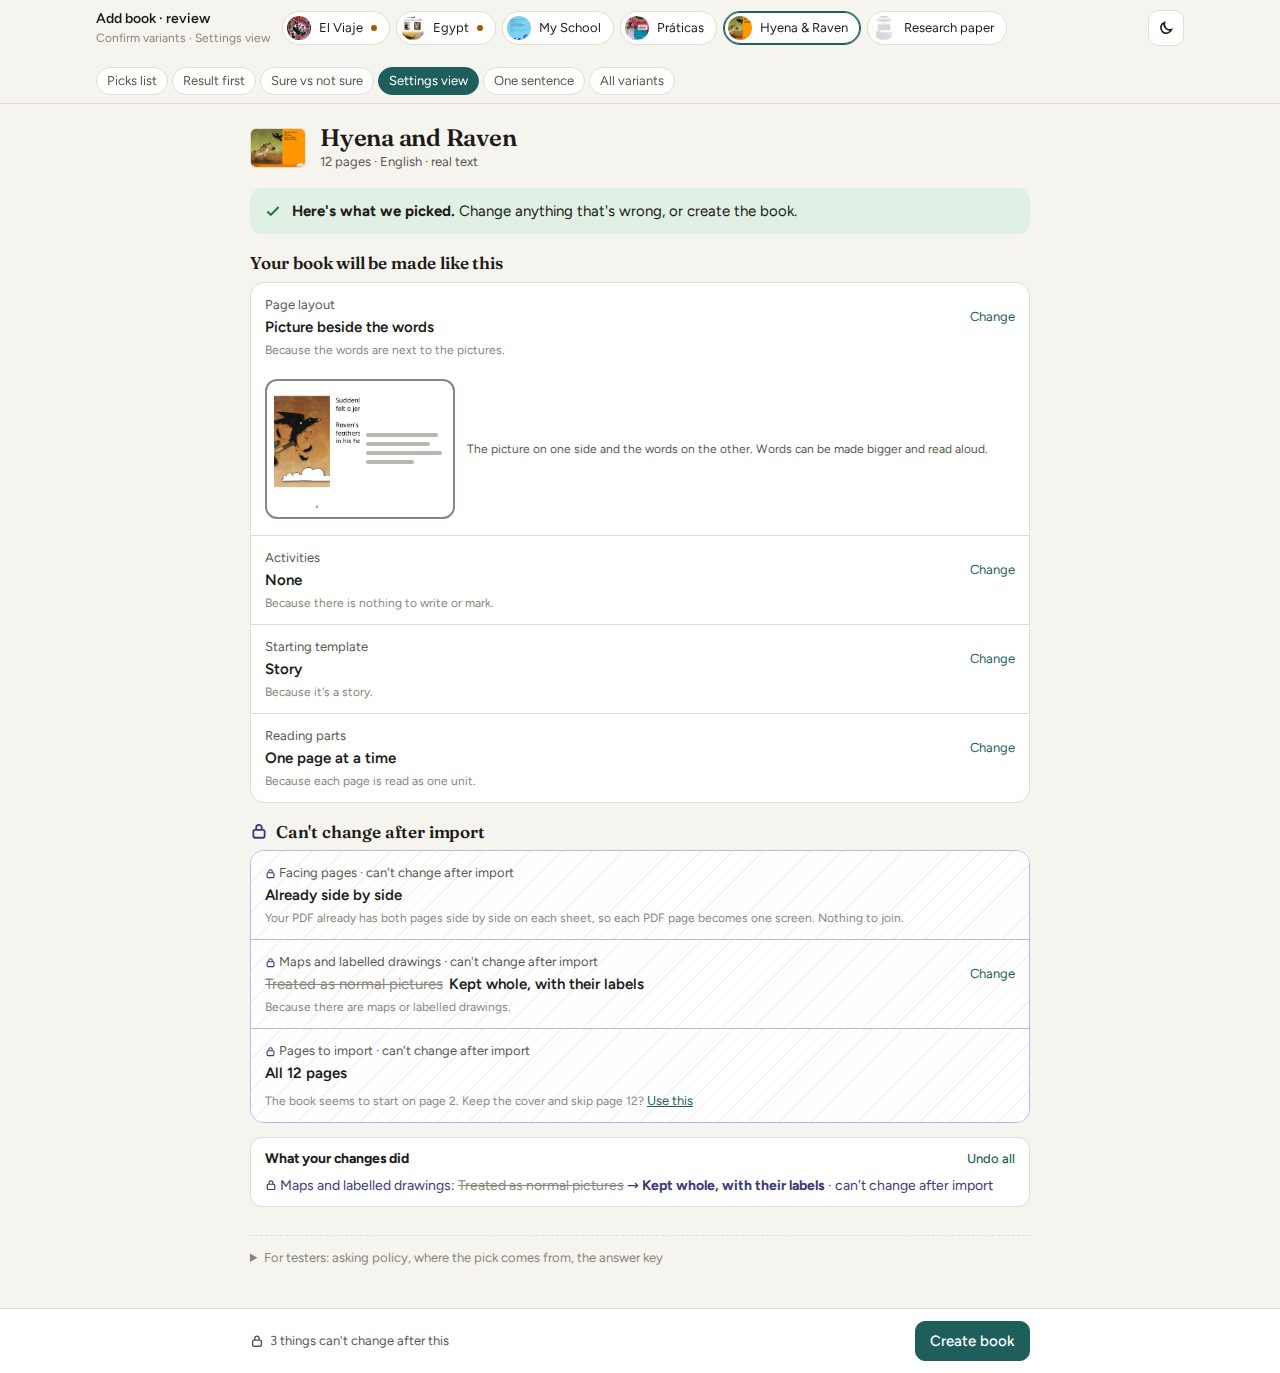 Add book · review
Confirm variants · Settings view
El Viaje
Egypt
My School
Práticas
Hyena & Raven
Research paper
Picks list
Result first
Sure vs not sure
Settings view
One sentence
All variants
Hyena and Raven
12 pages · English · real text
Here's what we picked. Change anything that's wrong, or create the book.
Your book will be made like this
Page layout
Picture beside the words
Change
Because the words are next to the pictures.
Suddenl
felt a jer
Raven's
feathers
in his ho
The picture on one side and the words on the other. Words can be made bigger and read aloud.
Activities
None
Change
Because there is nothing to write or mark.
Starting template
Story
Change
Because it's a story.
Reading parts
One page at a time
Change
Because each page is read as one unit.
Can't change after import
Facing pages · can't change after import
Already side by side
Your PDF already has both pages side by side on each sheet, so each PDF page becomes one screen. Nothing to join.
Maps and labelled drawings · can't change after import
Treated as normal pictures Kept whole, with their labels
Change
Because there are maps or labelled drawings.
Pages to import · can't change after import
All 12 pages
The book seems to start on page 2. Keep the cover and skip page 12? Use this
What your changes did
Undo all
Maps and labelled drawings: Treated as normal pictures → Kept whole, with their labels · can't change after import
For testers: asking policy, where the pick comes from, the answer key
3 things can't change after this
Create book